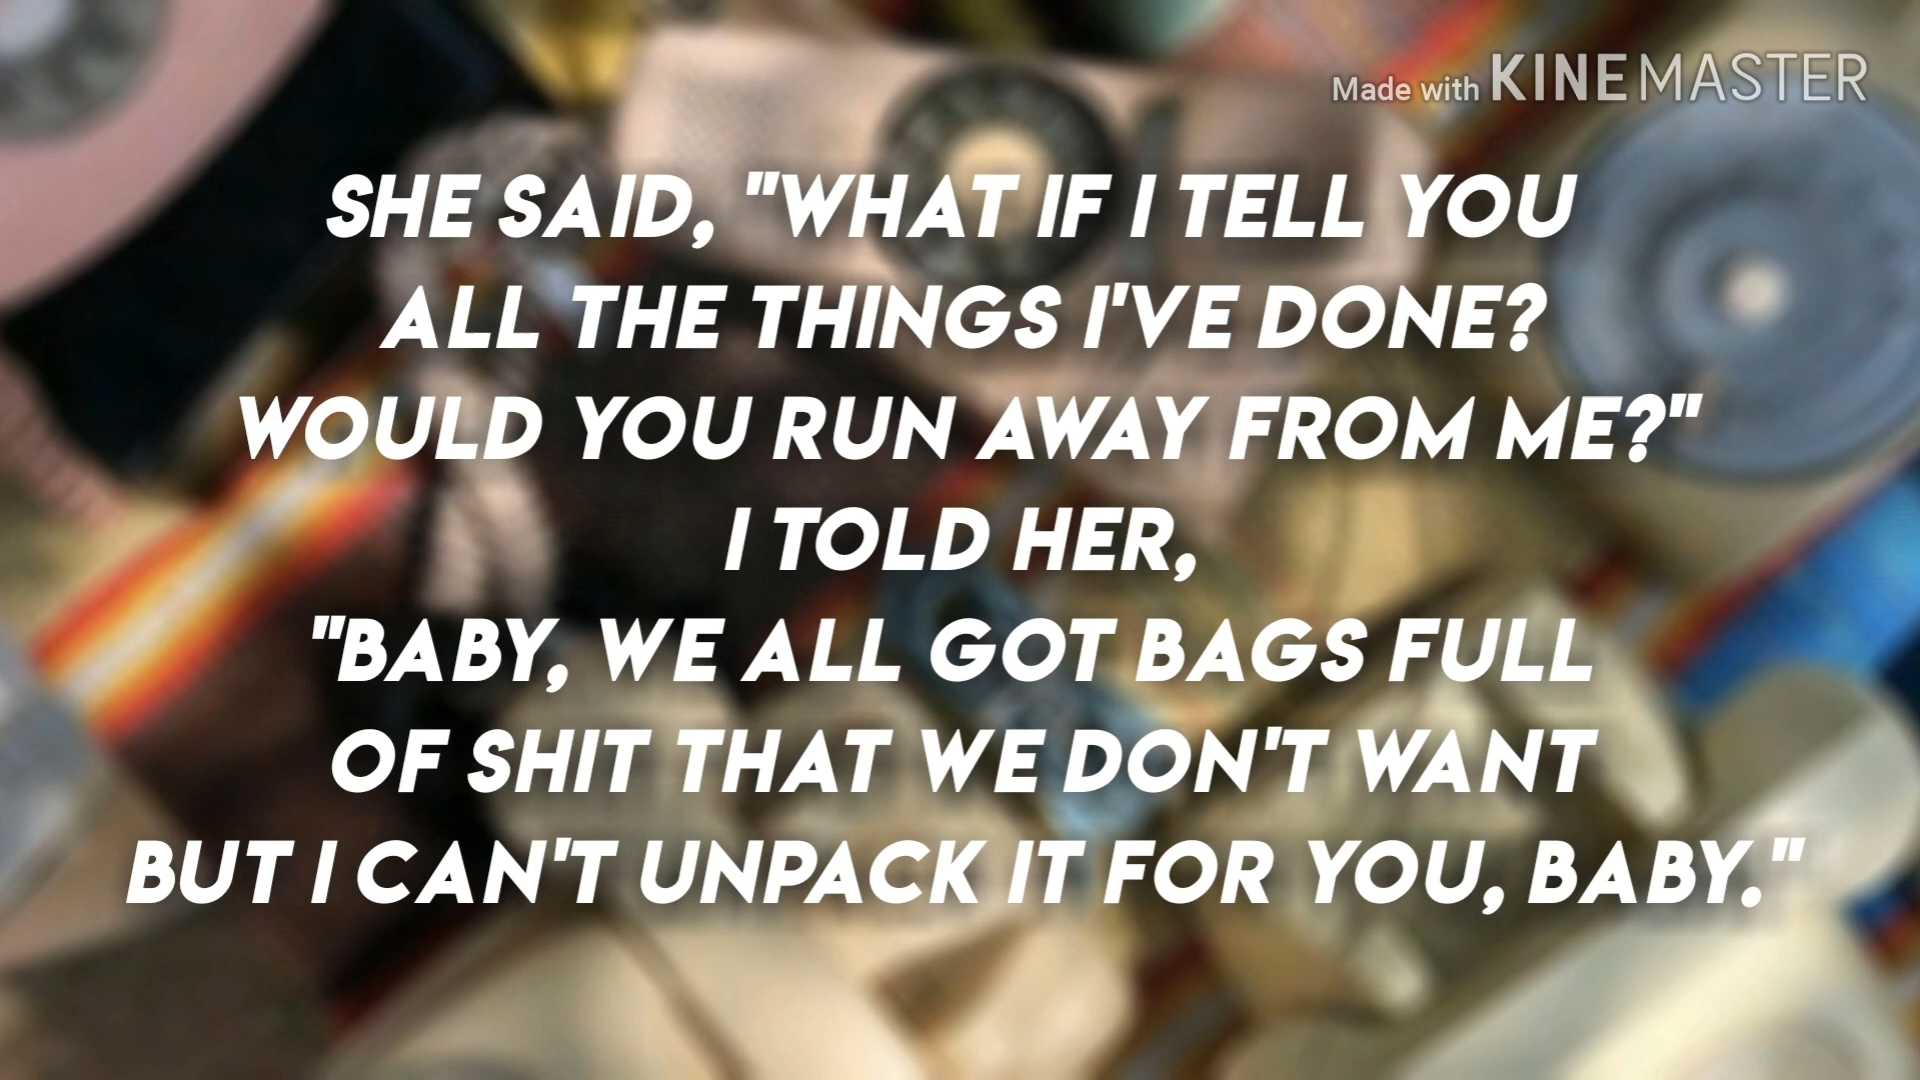 Made with KINEMASTER
SHE SAID, "WHAT IF I TELL YOU
ALL THE THINGS I'VE DONE?
WOULD YOU RUN AWAY FROM ME?"
I TOLD HER,
"BABY, WE ALL GOT BAGS FULL
OF SHIT THAT WE DON'T WANT
BUT I CAN'T UNPACK IT FOR YOU, BABY."